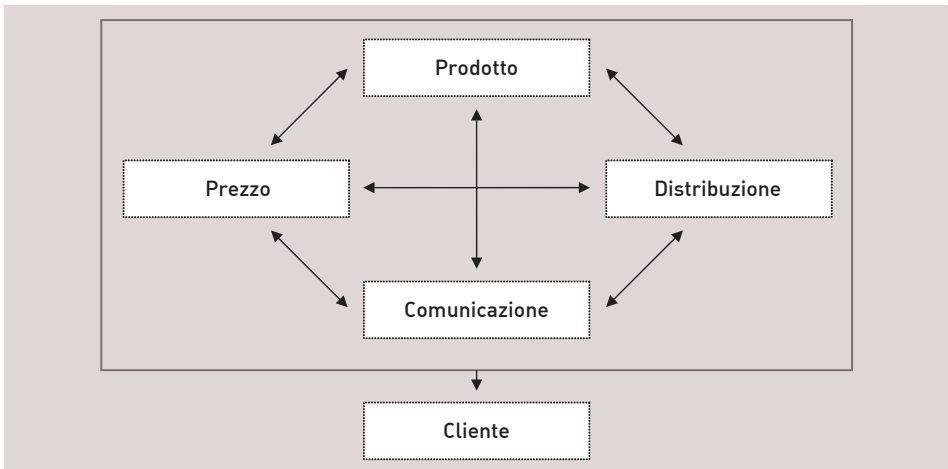 Prodotto
Prezzo
Distribuzione
Comunicazione
Cliente